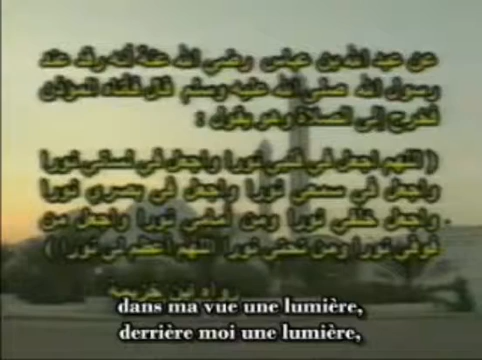 عن عبد الله بن عباس رضي الله عنة أنه رقد عند
رسول الله صلى الله عليه وسلم قال فأتاه المؤذن
فخرج إلى الصلاة وهو يقول :
( اللهم اجعل في قلبي نورا واجعل في لساني نورا
واجعل في سمعي نورا واجعل في بصري نورا
واجعل خلفي نورا ومن أمامي نورا واجعل من
فوقي نورا ومن تحتي نورا اللهم أعظم لي نورا )
رواه ابن خزيمة
dans ma vue une lumière,
derrière moi une lumière,